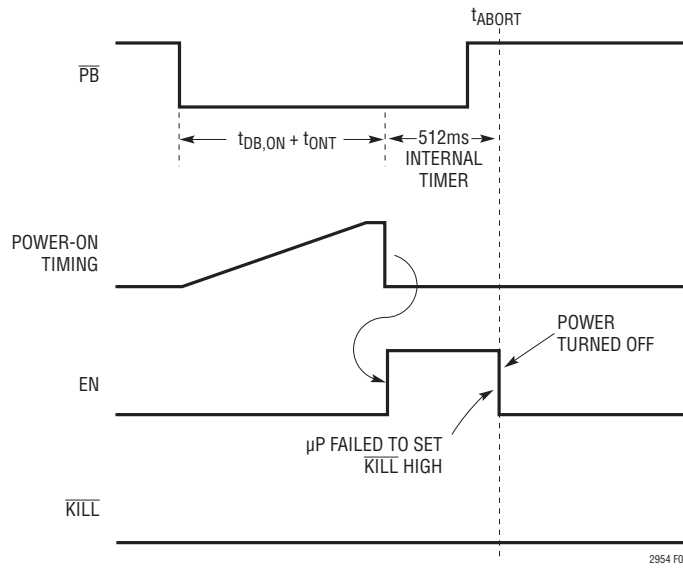 tABORT
PB
tDB,ON + tONT
512ms
INTERNAL
TIMER
POWER-ON
TIMING
POWER
TURNED OFF
EN
µP FAILED TO SET
KILL HIGH
KILL
2954 F0